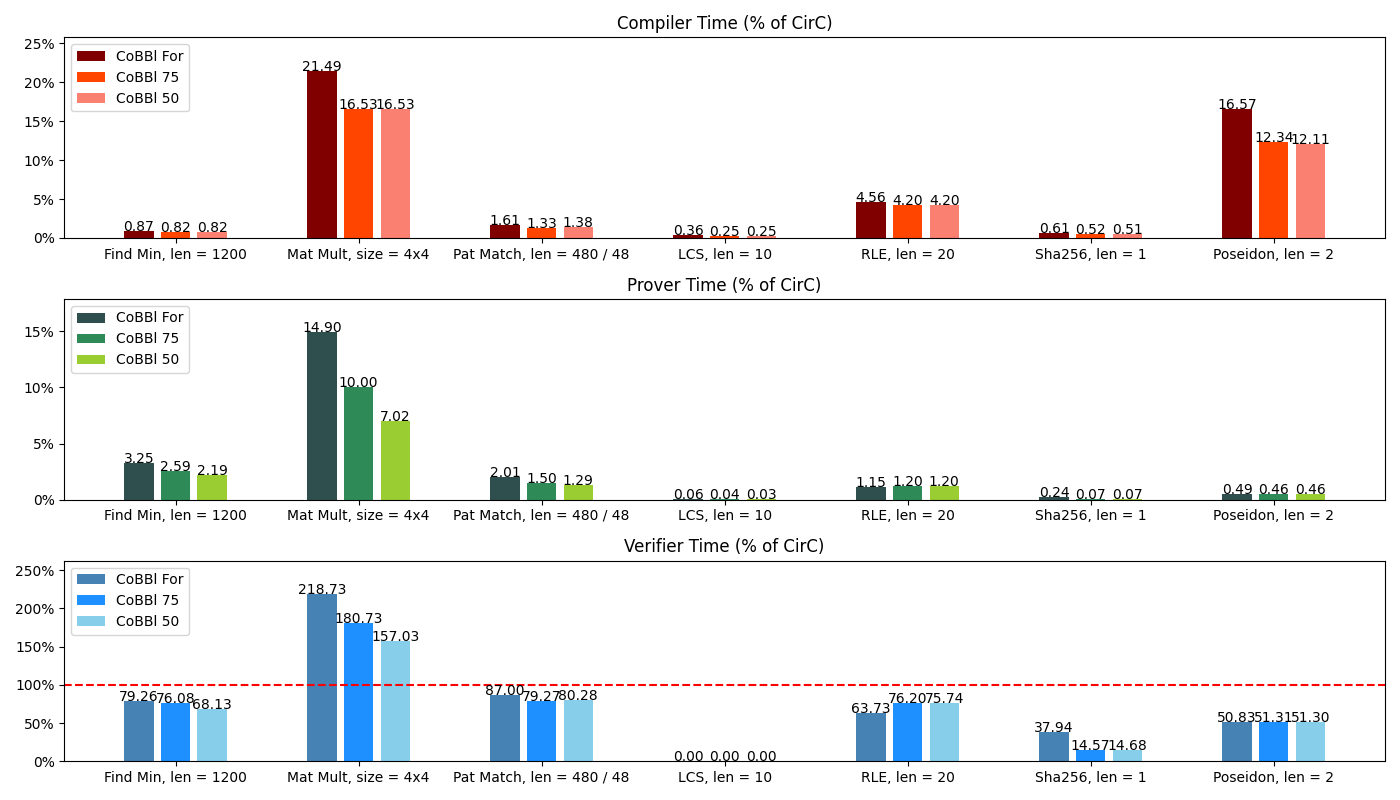 Compiler Time (% of CirC)
25%
20%
15%
10%
5%
0%
CoBBl For
CoBBl 75
CoBBl 50
0.87 0.82 0.82
21.49 16.53 16.53
1.61 1.33 1.38
0.36 0.25 0.25
4.56 4.20 4.20
0.61 0.52 0.51
16.57 12.34 12.11
Find Min, len = 1200 Mat Mult, size = 4x4 Pat Match, len = 480 / 48 LCS, len = 10 RLE, len = 20 Sha256, len = 1 Poseidon, len = 2
Prover Time (% of CirC)
15%
10%
5%
0%
CoBBl For
CoBBl 75
CoBBl 50
3.25 2.59 2.19
14.90 10.00 7.02
2.01 1.50 1.29
0.06 0.04 0.03
1.15 1.20 1.20
0.24 0.07 0.07
0.49 0.46 0.46
Find Min, len = 1200 Mat Mult, size = 4x4 Pat Match, len = 480 / 48 LCS, len = 10 RLE, len = 20 Sha256, len = 1 Poseidon, len = 2
Verifier Time (% of CirC)
250%
200%
150%
100%
50%
0%
CoBBl For
CoBBl 75
CoBBl 50
79.26 76.08 68.13
218.73 180.73 157.03
87.00 79.27 80.28
0.00 0.00 0.00
63.73 76.20 75.74
37.94 14.57 14.68
50.83 51.31 51.30
Find Min, len = 1200 Mat Mult, size = 4x4 Pat Match, len = 480 / 48 LCS, len = 10 RLE, len = 20 Sha256, len = 1 Poseidon, len = 2